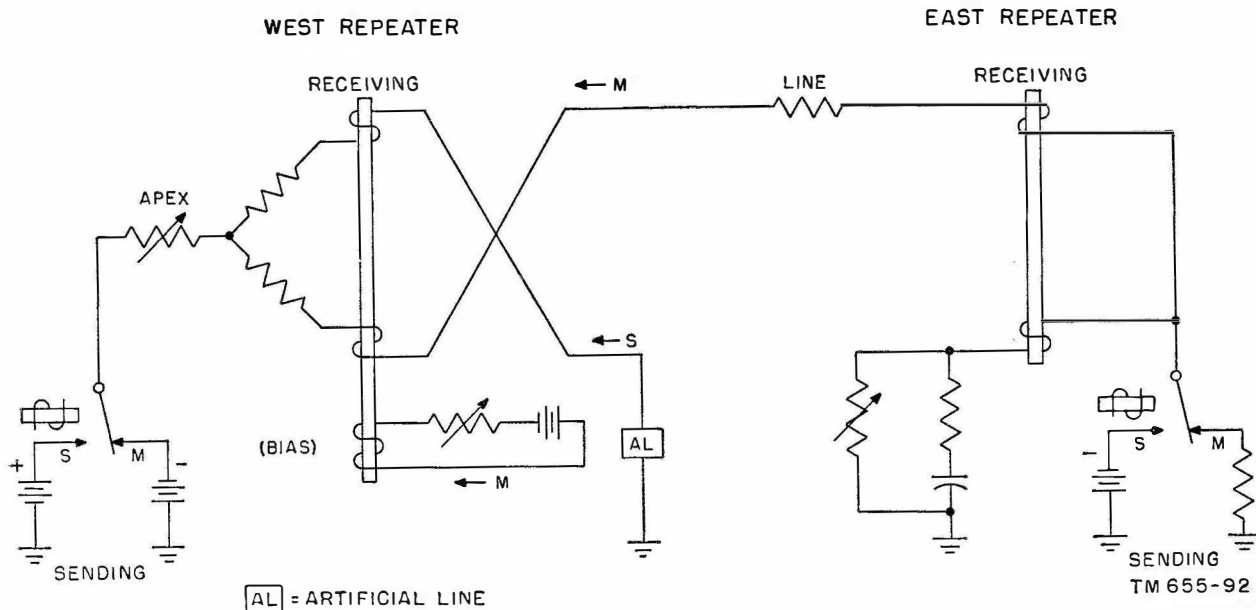 WEST REPEATER
EAST REPEATER
RECEIVING
RECEIVING
← M
LINE
APEX
← S
(BIAS)
AL
← M
+
S
M
-
-
S
M
SENDING
SENDING
TM 655-92
AL = ARTIFICIAL LINE